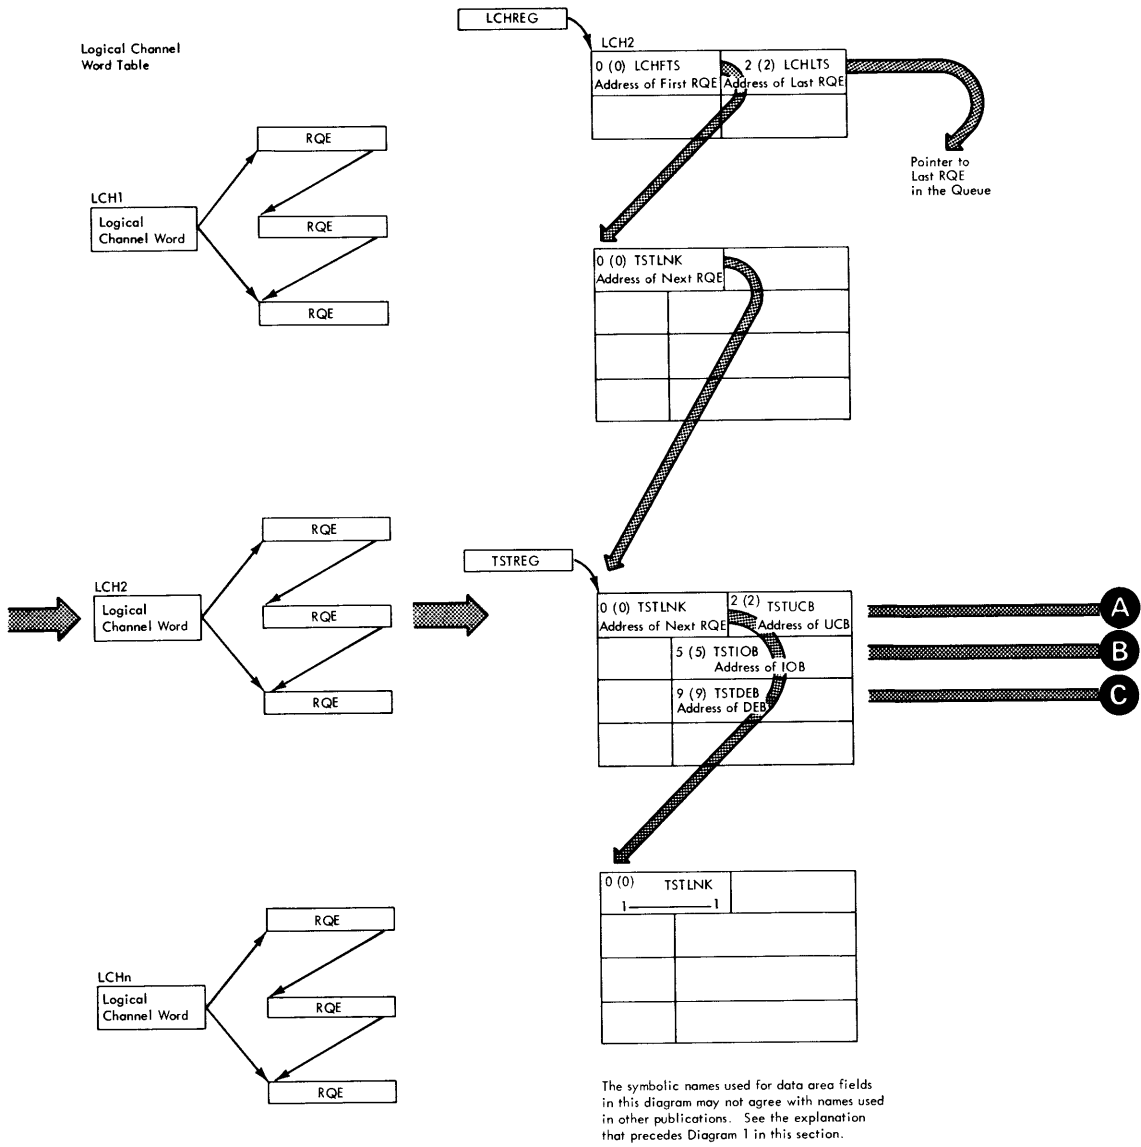 Logical Channel
Word Table
LCHREG
LCH2
0 (0) LCHFTS
Address of First RQE
2 (2) LCHLTS
Address of Last RQE
Pointer to
Last RQE
in the Queue
RQE
LCH1
Logical
Channel Word
RQE
RQE
0 (0) TSTLNK
Address of Next RQE
RQE
LCH2
Logical
Channel Word
RQE
RQE
TSTREG
0 (0) TSTLNK
Address of Next RQE
2 (2) TSTUCB
Address of UCB
5 (5) TSTIOB
Address of IOB
9 (9) TSTDEB
Address of DEB
A
B
C
0 (0) TSTLNK
1 1
RQE
LCHn
Logical
Channel Word
RQE
RQE
The symbolic names used for data area fields
in this diagram may not agree with names used
in other publications. See the explanation
that precedes Diagram 1 in this section.